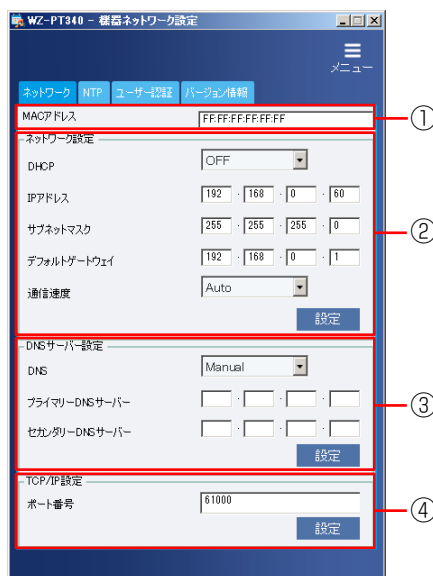 WZ-PT340 - 機器ネットワーク設定
メニュー
ネットワーク NTP ユーザー認証 バージョン情報
MACアドレス FF:FF:FF:FF:FF:FF ①
ネットワーク設定
DHCP OFF
IPアドレス 192 . 168 . 0 . 60
サブネットマスク 255 . 255 . 255 . 0 ②
デフォルトゲートウェイ 192 . 168 . 0 . 1
通信速度 Auto
設定
DNSサーバー設定
DNS Manual
プライマリーDNSサーバー . . . ③
セカンダリーDNSサーバー . . .
設定
TCP/IP設定
ポート番号 61000 ④
設定